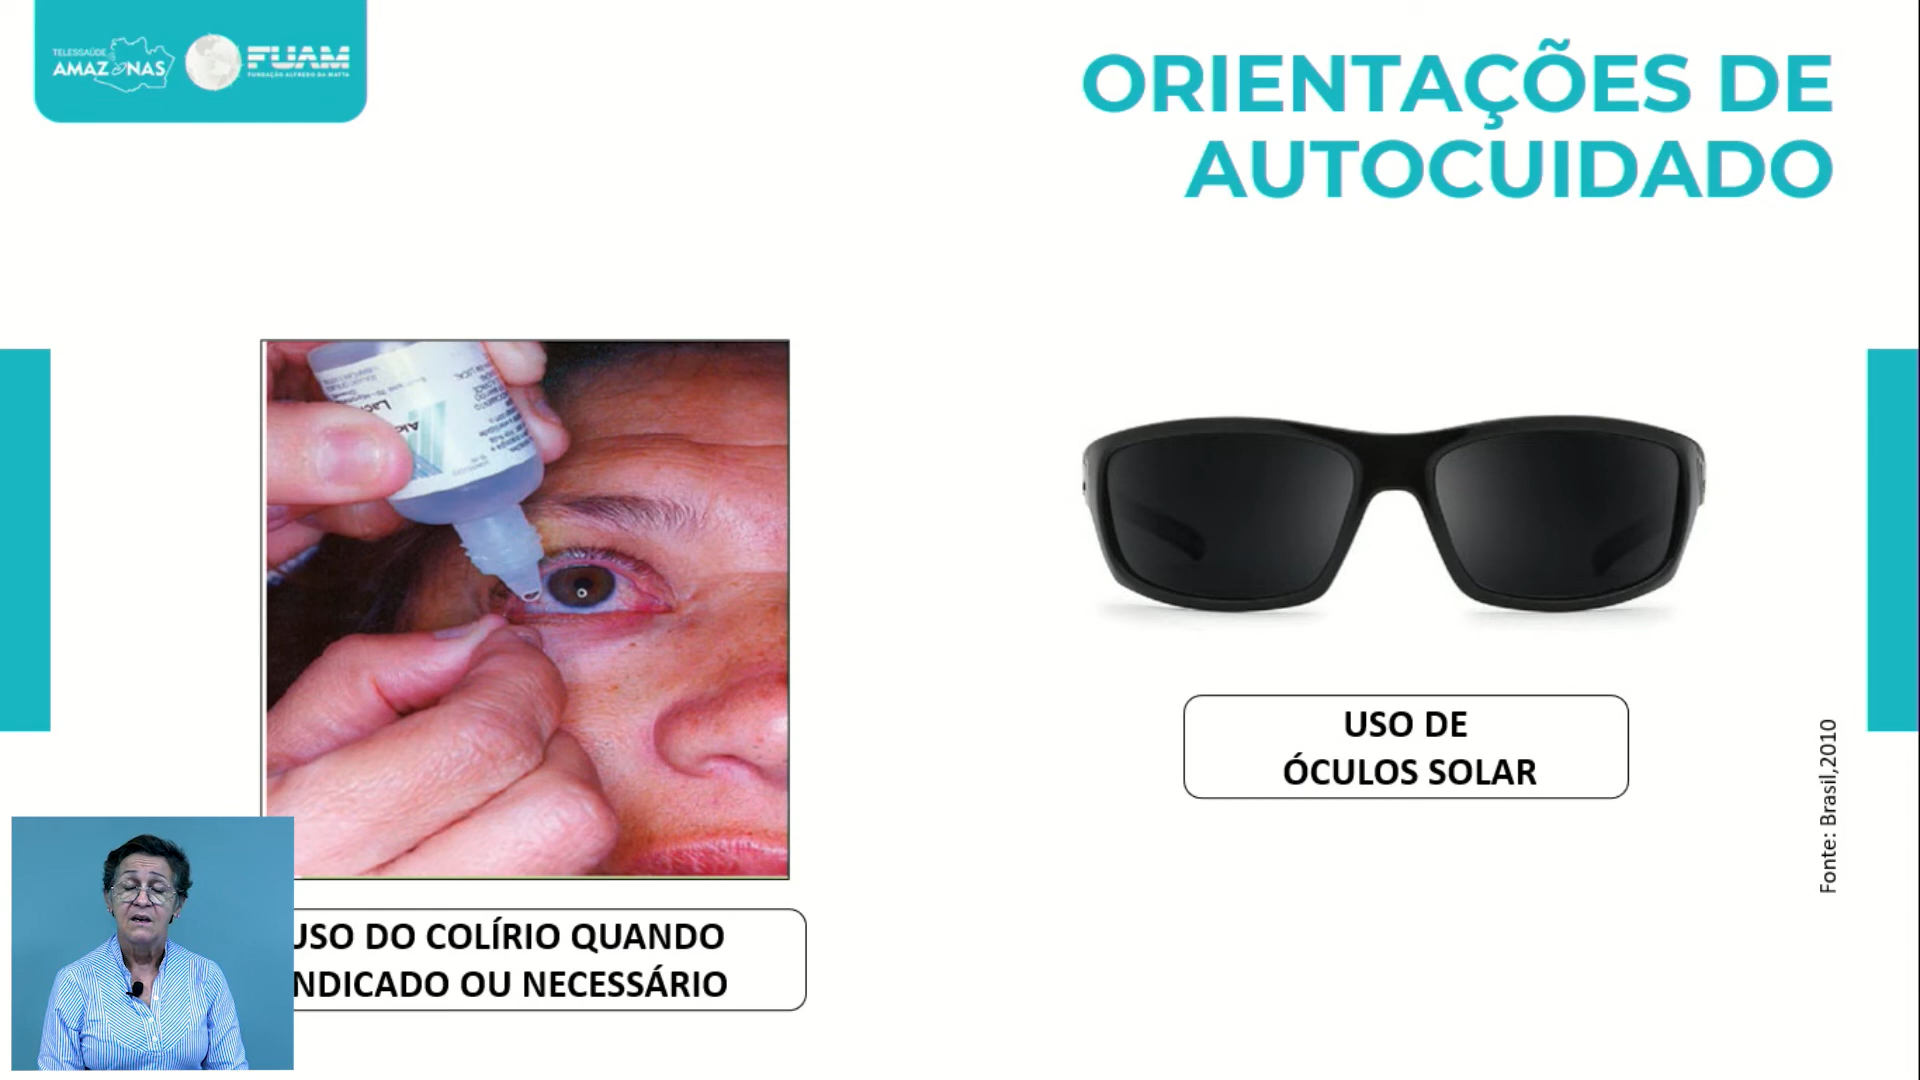 TELESSAÚDE
AMAZONAS
FUAM
FUNDAÇÃO ALFREDO DA MATTA
ORIENTAÇÕES DE
AUTOCUIDADO
USO DE
ÓCULOS SOLAR
Fonte: Brasil,2010
USO DO COLÍRIO QUANDO
NDICADO OU NECESSÁRIO